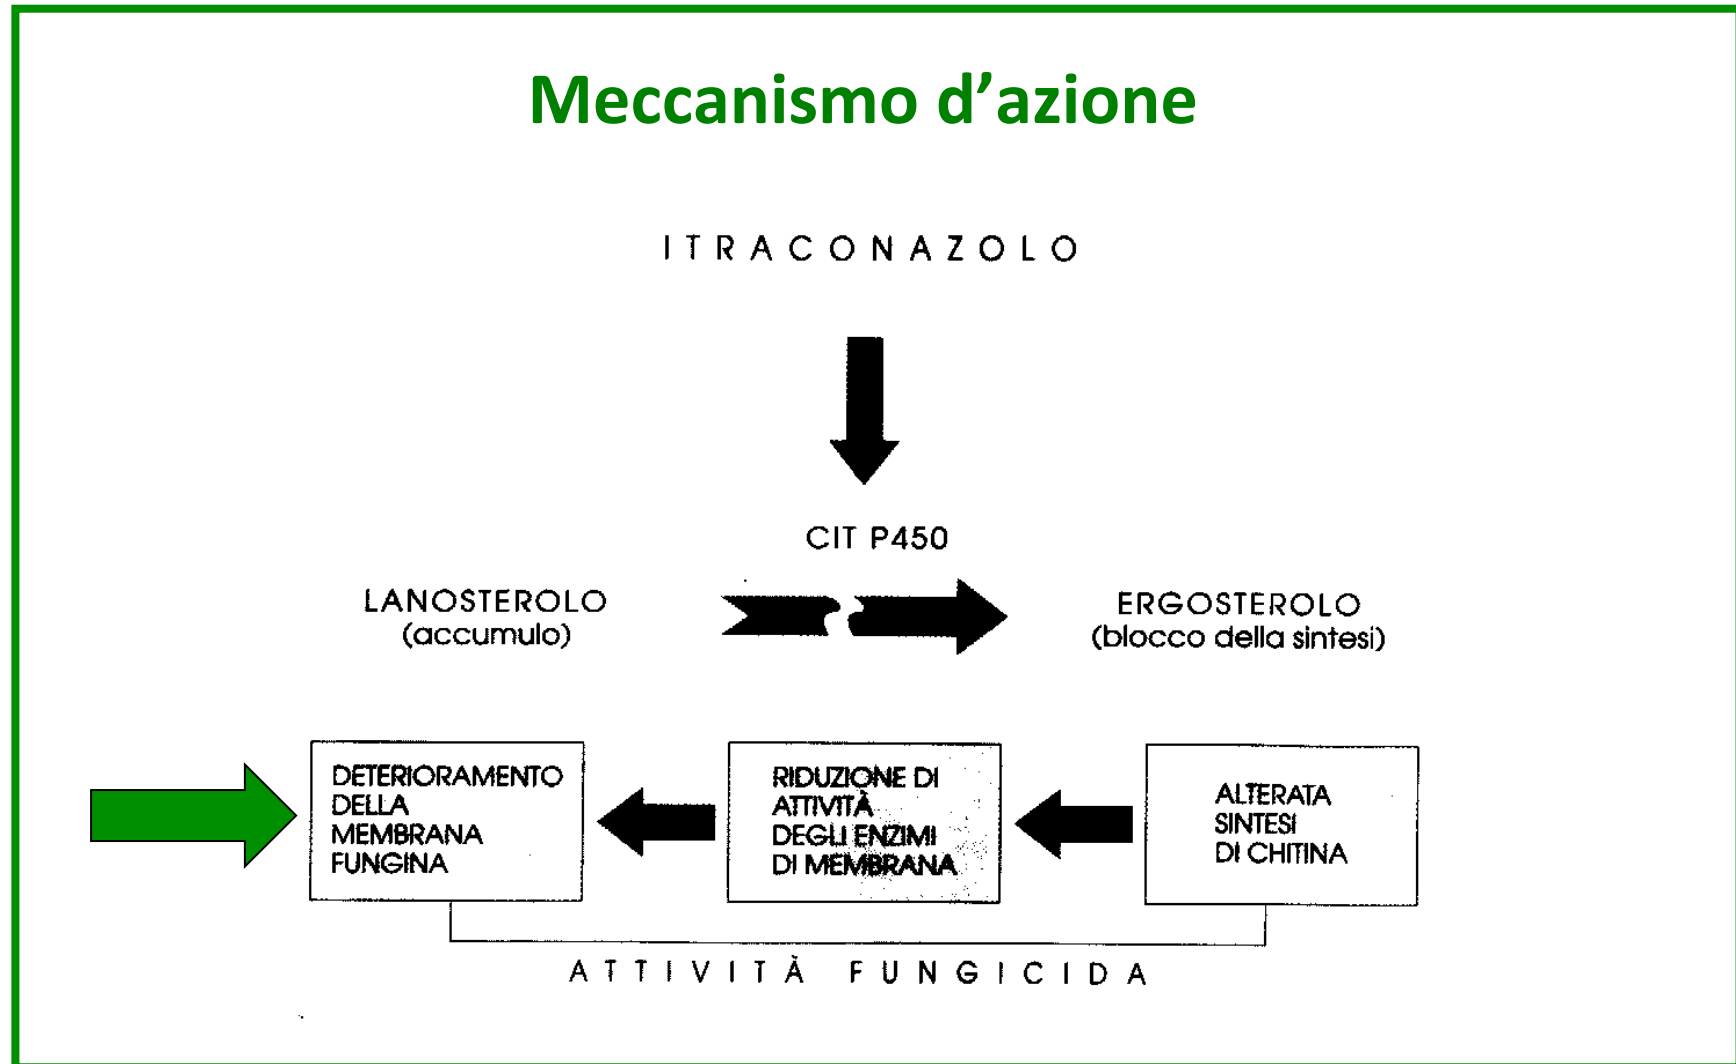 Meccanismo d’azione
ITRACONAZOLO
CIT P450
LANOSTEROLO
(accumulo)
ERGOSTEROLO
(blocco della sintesi)
DETERIORAMENTO
DELLA
MEMBRANA
FUNGINA
RIDUZIONE DI
ATTIVITÀ
DEGLI ENZIMI
DI MEMBRANA
ALTERATA
SINTESI
DI CHITINA
ATTIVITÀ FUNGICIDA